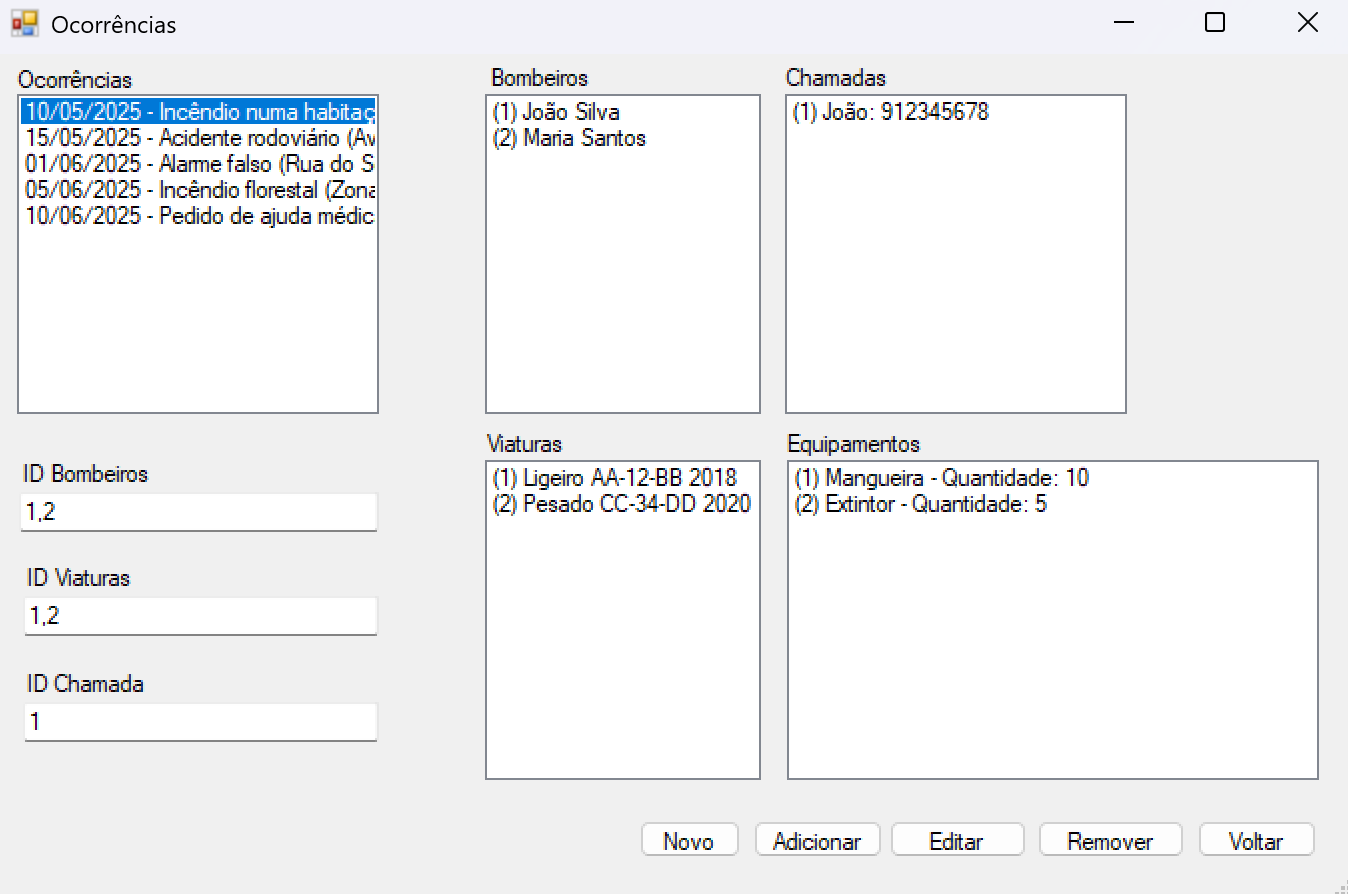 Ocorrências
Ocorrências
10/05/2025 - Incêndio numa
15/05/2025 - Acidente rodoviário
01/06/2025 - Alarme falso (Rua do
05/06/2025 - Incêndio florestal (Zona
10/06/2025 - Pedido de ajuda
Bombeiros
(1) João Silva
(2) Maria Santos
Chamadas
(1) João: 912345678
ID Bombeiros
1,2
ID Viaturas
1,2
ID Chamada
1
Viaturas
(1) Ligeiro AA-12-BB 2018
(2) Pesado CC-34-DD 2020
Equipamentos
(1) Mangueira - Quantidade: 10
(2) Extintor - Quantidade: 5
Novo
Adicionar
Editar
Remover
Voltar